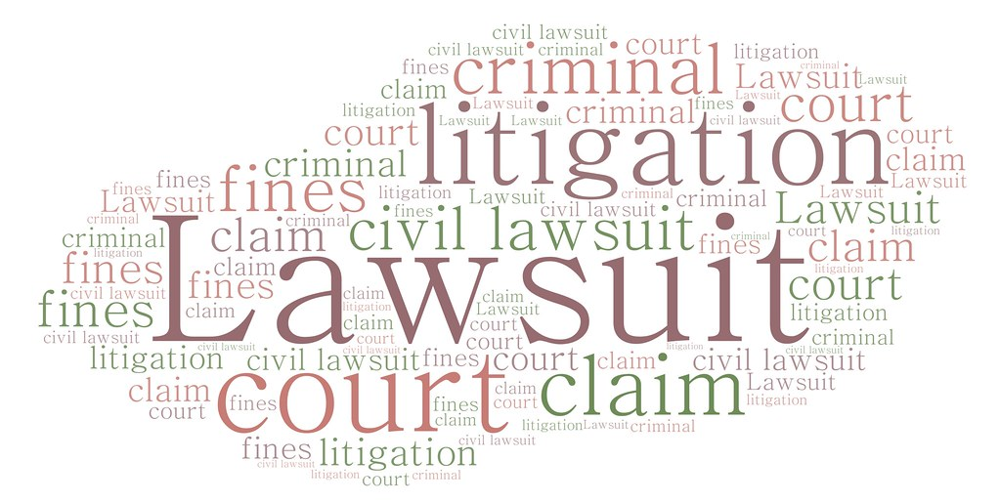 civil lawsuit
civil lawsuit criminal court litigation
fines criminal criminal
claim Lawsuit Lawsuit
litigation Lawsuit criminal fines Lawsuit court
Lawsuit Lawsuit civil lawsuit
court litigation court
criminal claim
fines fines litigation criminal criminal Lawsuit
fines Lawsuit Lawsuit Lawsuit
criminal criminal fines civil lawsuit Lawsuit
criminal claim civil lawsuit fines criminal court litigation
litigation claim
fines claim Lawsuit litigation
civil lawsuit fines claim claim court
fines claim litigation Lawsuit litigation
claim court
civil lawsuit court court criminal
litigation civil lawsuit civil lawsuit litigation civil lawsuit
civil lawsuit fines court claim civil lawsuit
claim court claim claim Lawsuit
court fines fines court litigation
claim litigation Lawsuit criminal
fines litigation civil lawsuit
civil lawsuit
litigation court criminal